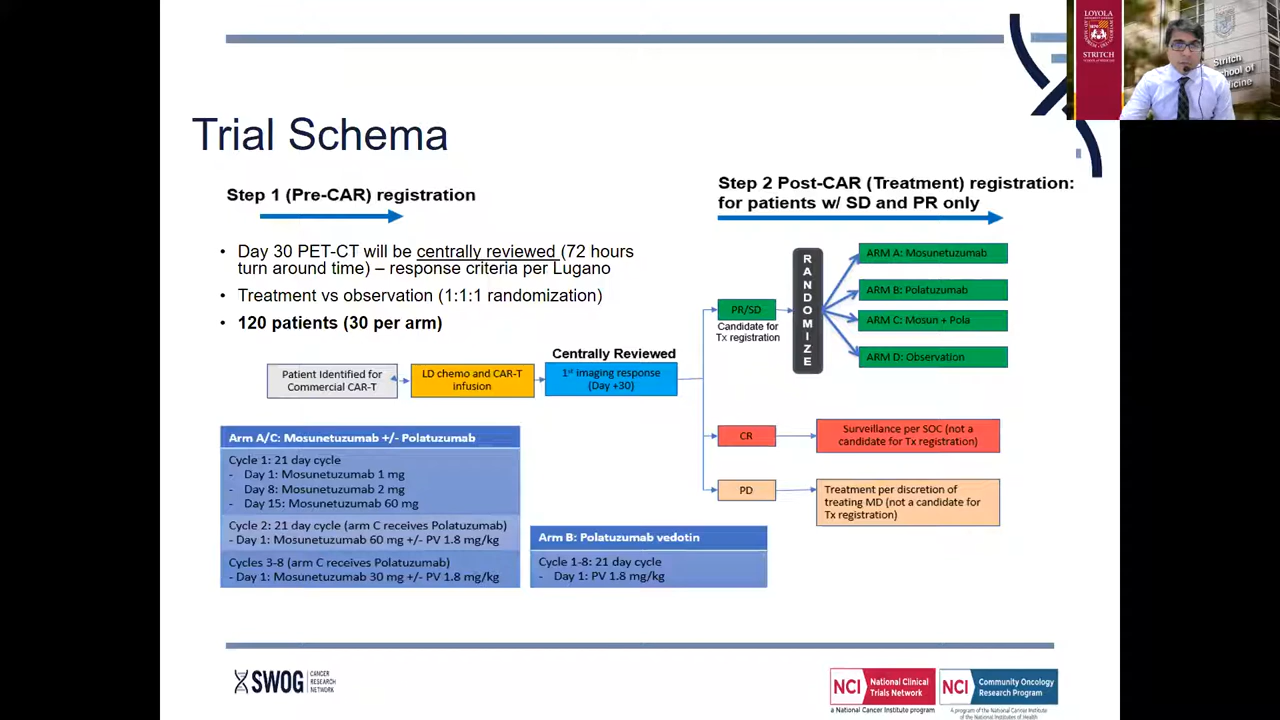 LOYOLA
STRITCH
Stritch
School of
Medicine
Trial Schema
Step 1 (Pre-CAR) registration
• Day 30 PET-CT will be centrally reviewed (72 hours
turn around time) – response criteria per Lugano
• Treatment vs observation (1:1:1 randomization)
• 120 patients (30 per arm)
Step 2 Post-CAR (Treatment) registration:
for patients w/ SD and PR only
Patient Identified for
Commercial CAR-T
LD chemo and CAR-T
infusion
Centrally Reviewed
1st imaging response
(Day +30)
PR/SD
Candidate for
Tx registration
RANDOMIZE
ARM A: Mosunetuzumab
ARM B: Polatuzumab
ARM C: Mosun + Pola
ARM D: Observation
CR
Surveillance per SOC (not a
candidate for Tx registration)
PD
Treatment per discretion of
treating MD (not a candidate for
Tx registration)
Arm A/C: Mosunetuzumab +/- Polatuzumab
Cycle 1: 21 day cycle
- Day 1: Mosunetuzumab 1 mg
- Day 8: Mosunetuzumab 2 mg
- Day 15: Mosunetuzumab 60 mg
Cycle 2: 21 day cycle (arm C receives Polatuzumab)
- Day 1: Mosunetuzumab 60 mg +/- PV 1.8 mg/kg
Cycles 3-8 (arm C receives Polatuzumab)
- Day 1: Mosunetuzumab 30 mg +/- PV 1.8 mg/kg
Arm B: Polatuzumab vedotin
Cycle 1-8: 21 day cycle
- Day 1: PV 1.8 mg/kg
SWOG
CANCER
RESEARCH
NETWORK
NCI
National Clinical
Trials Network
a National Cancer Institute program
NCI
Community Oncology
Research Program
A program of the National Cancer Institute
of the National Institutes of Health